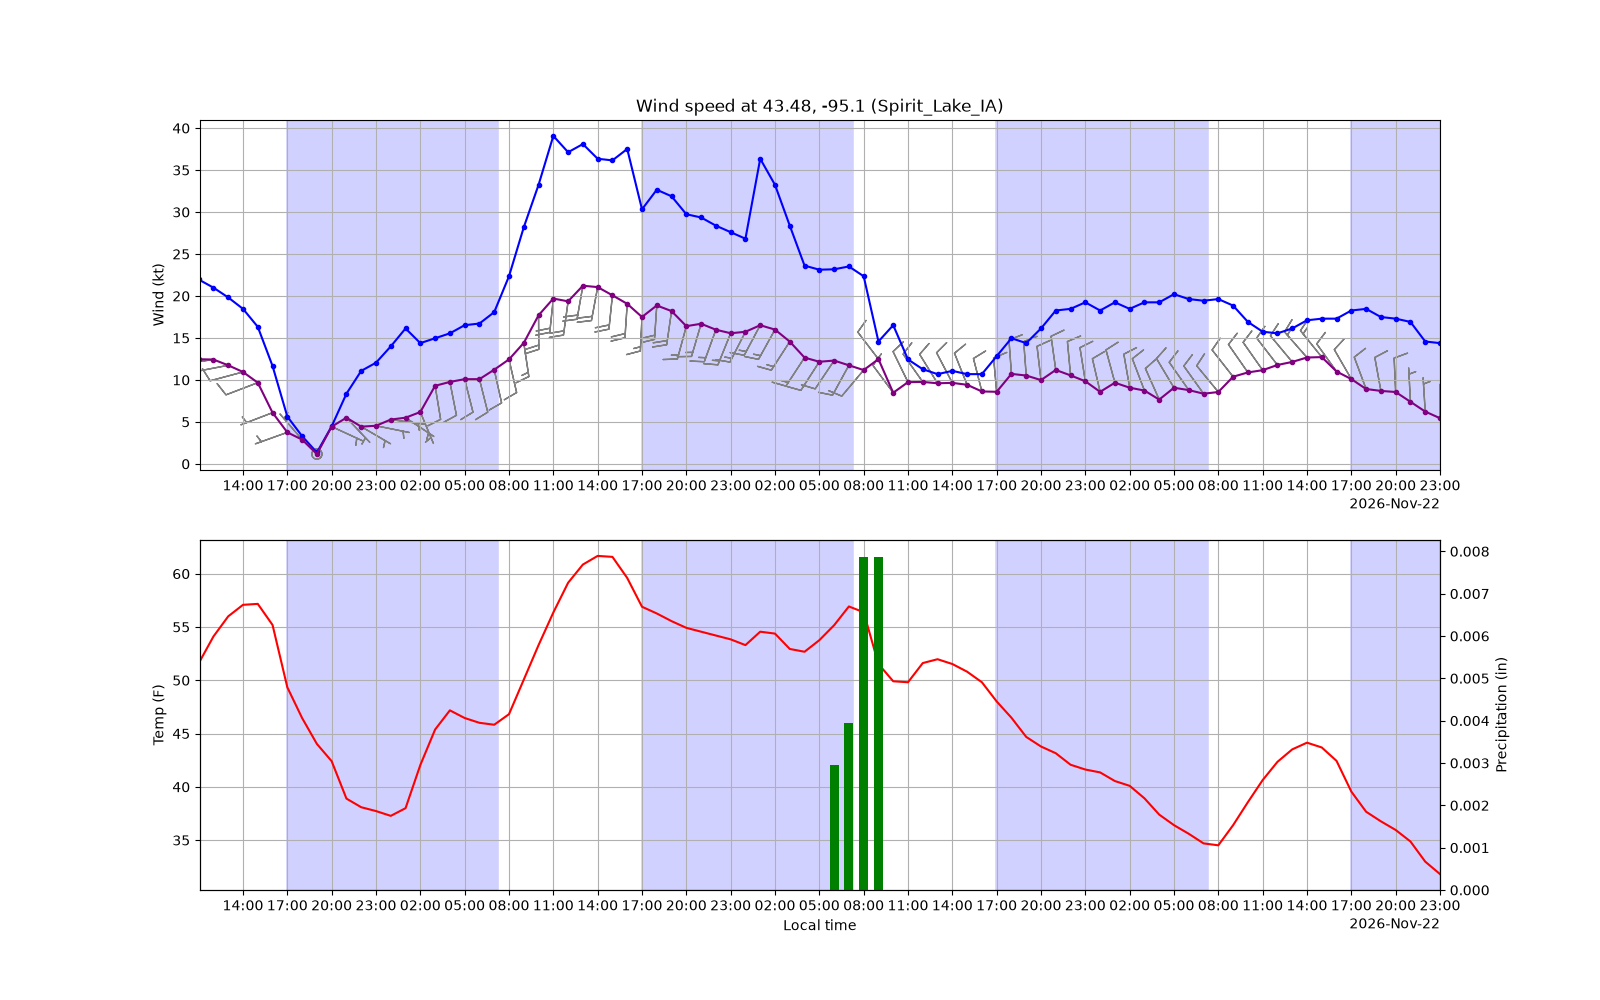 Wind speed at 43.48, -95.1 (Spirit_Lake_IA)
40
35
30
25
20
15
10
5
0
Wind (kt)
14:00 17:00 20:00 23:00 02:00 05:00 08:00 11:00 14:00 17:00 20:00 23:00 02:00 05:00 08:00 11:00 14:00 17:00 20:00 23:00 02:00 05:00 08:00 11:00 14:00 17:00 20:00 23:00
2026-Nov-22
60
55
50
45
40
35
Temp (F)
0.008
0.007
0.006
0.005
0.004
0.003
0.002
0.001
0.000
Precipitation (in)
14:00 17:00 20:00 23:00 02:00 05:00 08:00 11:00 14:00 17:00 20:00 23:00 02:00 05:00 08:00 11:00 14:00 17:00 20:00 23:00 02:00 05:00 08:00 11:00 14:00 17:00 20:00 23:00
Local time
2026-Nov-22